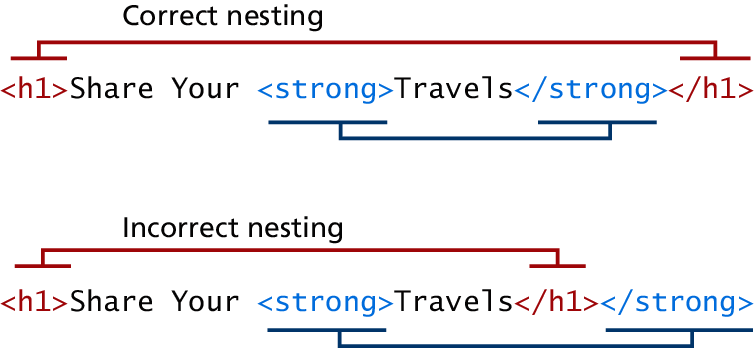 Correct nesting
<h1>Share Your <strong>Travels</strong></h1>
Incorrect nesting
<h1>Share Your <strong>Travels</h1></strong>